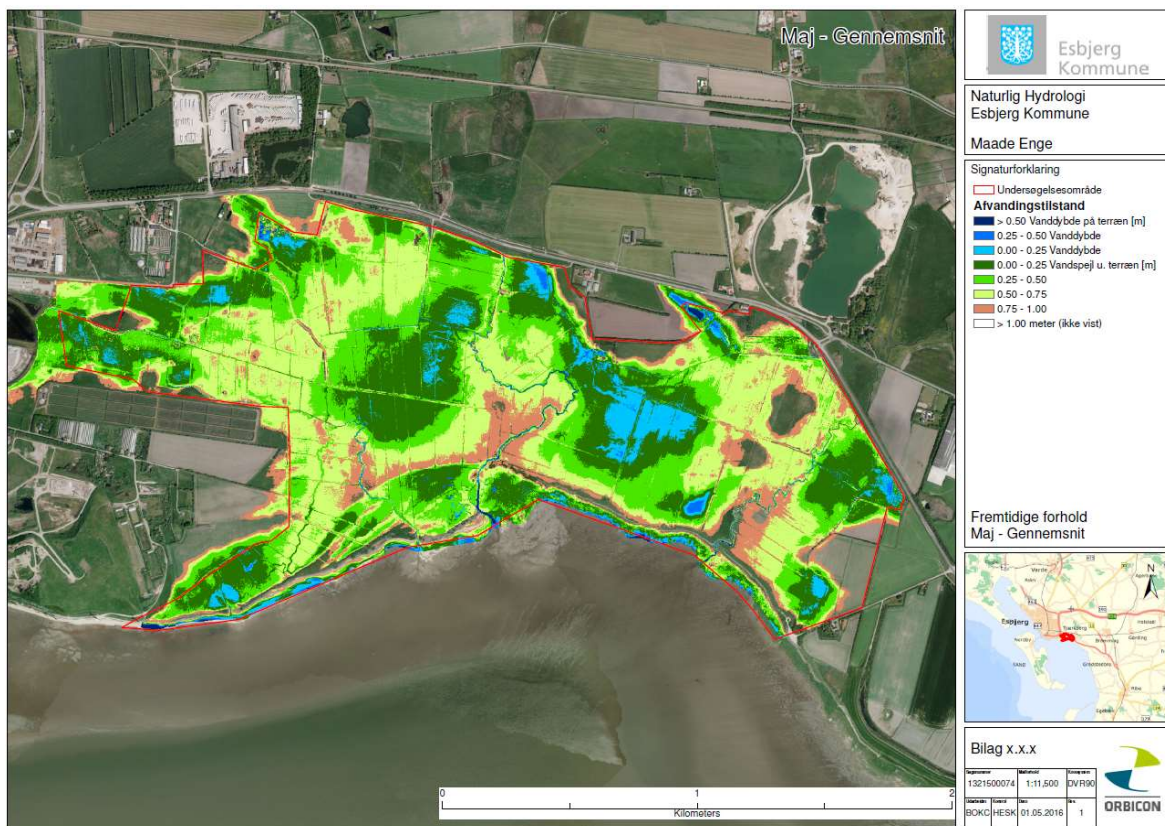 Maj - Gennemsnit
Esbjerg
Kommune
Naturlig Hydrologi
Esbjerg Kommune
Maade Enge
Signaturforklaring
Undersøgelsesområde
Afvandingstilstand
> 0.50 Vanddybde på terræn [m]
0.25 - 0.50 Vanddybde
0.00 - 0.25 Vanddybde
0.00 - 0.25 Vandspejl u. terræn [m]
0.25 - 0.50
0.50 - 0.75
0.75 - 1.00
> 1.00 meter (ikke vist)
Fremtidige forhold
Maj - Gennemsnit
N
Esbjerg
Ribe
0 1 2
Kilometers
Bilag x.x.x
1321500074 1:11,500 DVR90
BOKC HESK 01.05.2016 1
ORBICON